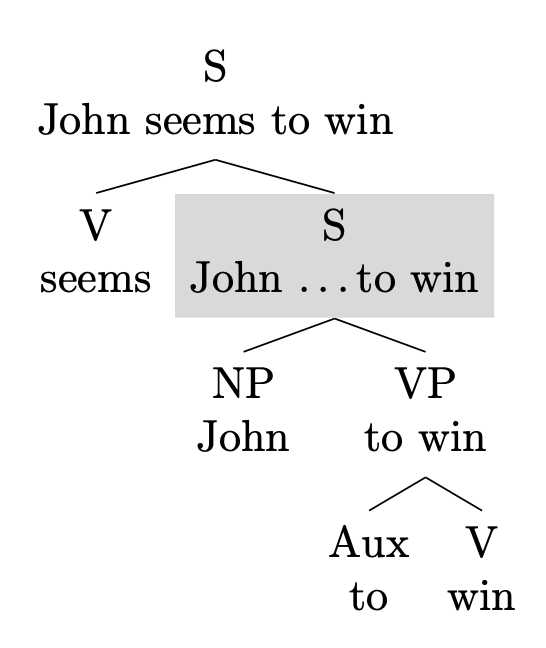 S
John seems to win
V S
seems John ...to win
NP VP
John to win
Aux V
to win